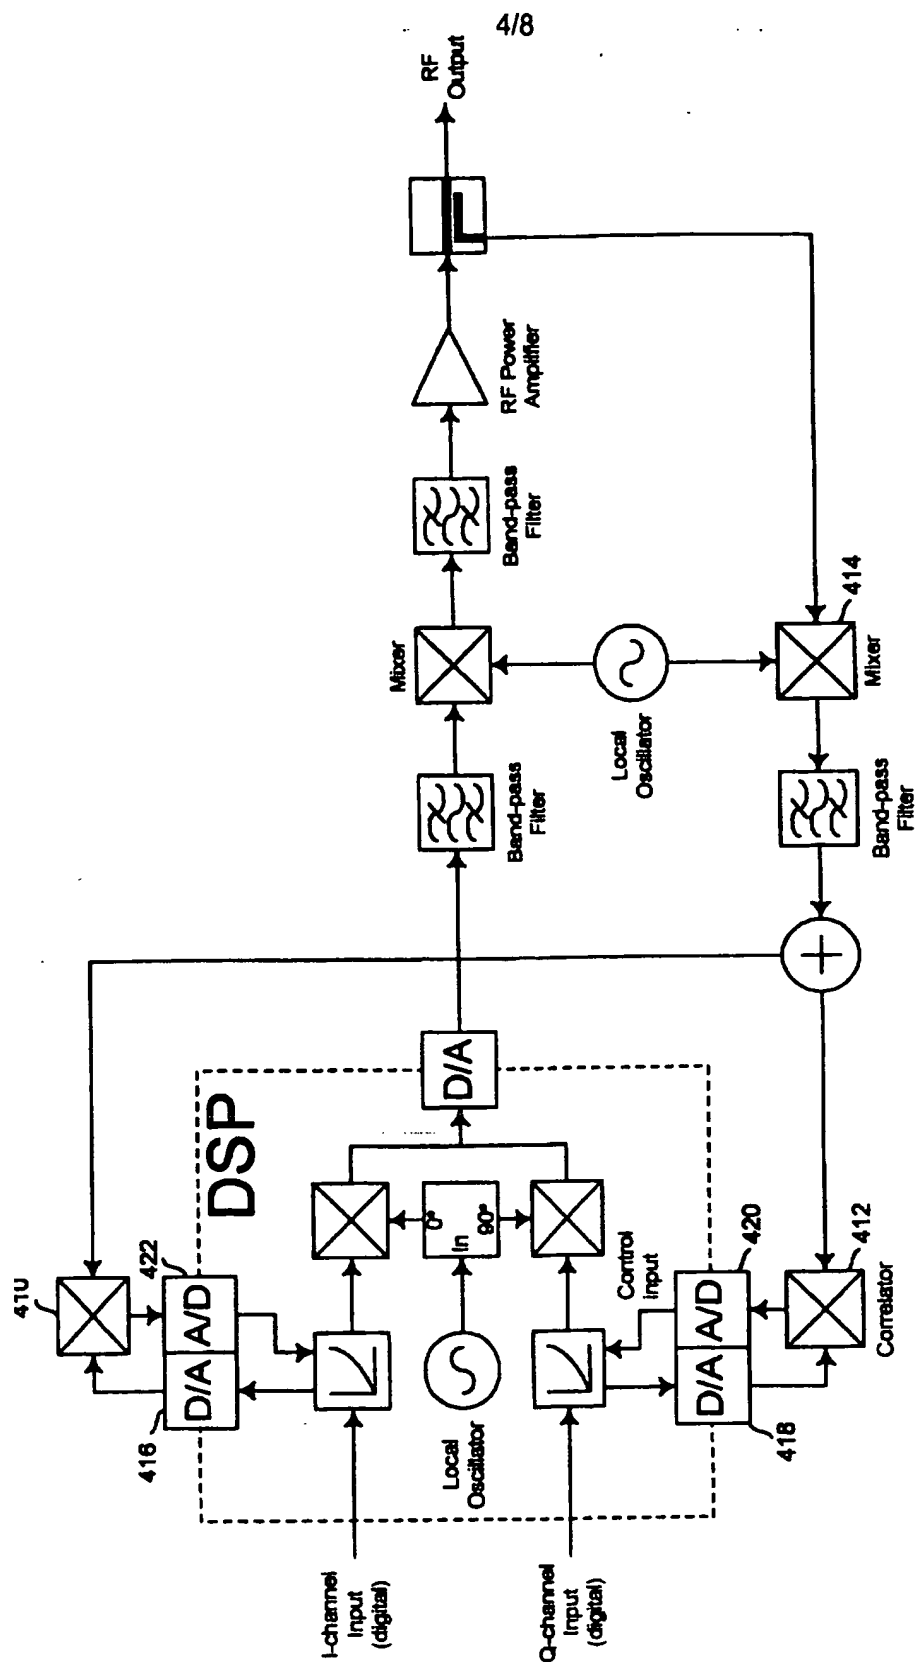 4/8
RF
Output
RF Power
Amplifier
Band-pass
Filter
Mixer
414
Mixer
Local
Oscillator
Band-pass
Filter
Band-pass
Filter
D/A
DSP
410
422
A/D
D/A
416
0°
In
90°
Control
Input
420
A/D
D/A
418
412
Correlator
Local
Oscillator
I-channel
Input
(digital)
Q-channel
Input
(digital)